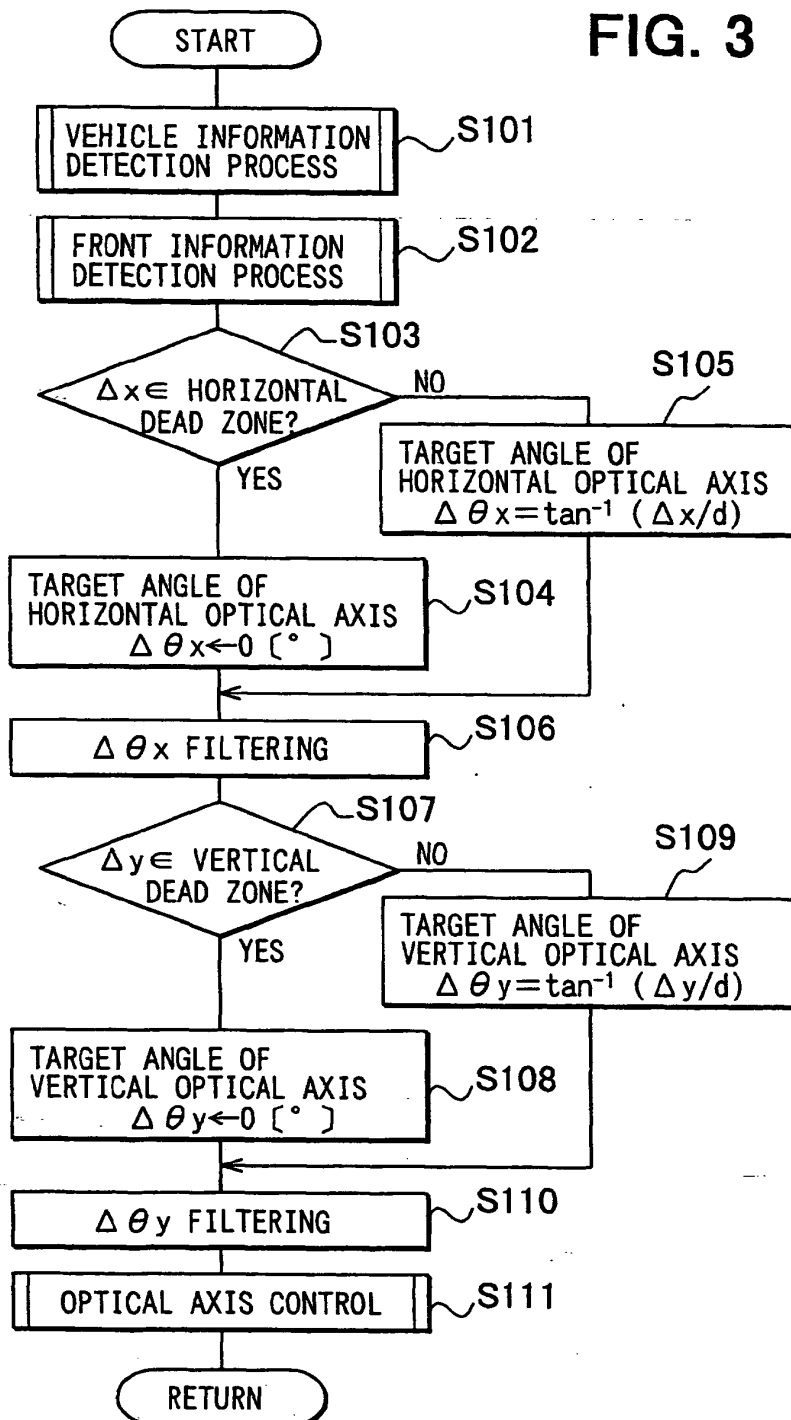 FIG. 3
START
VEHICLE INFORMATION
DETECTION PROCESS
S101
FRONT INFORMATION
DETECTION PROCESS
S102
S103
Δx∈ HORIZONTAL
DEAD ZONE?
NO
YES
S105
TARGET ANGLE OF
HORIZONTAL OPTICAL AXIS
Δθx=tan⁻¹ (Δx/d)
TARGET ANGLE OF
HORIZONTAL OPTICAL AXIS
Δθx←0 [°]
S104
Δθx FILTERING
S106
S107
Δy∈ VERTICAL
DEAD ZONE?
NO
YES
S109
TARGET ANGLE OF
VERTICAL OPTICAL AXIS
Δθy=tan⁻¹ (Δy/d)
TARGET ANGLE OF
VERTICAL OPTICAL AXIS
Δθy←0 [°]
S108
Δθy FILTERING
S110
OPTICAL AXIS CONTROL
S111
RETURN